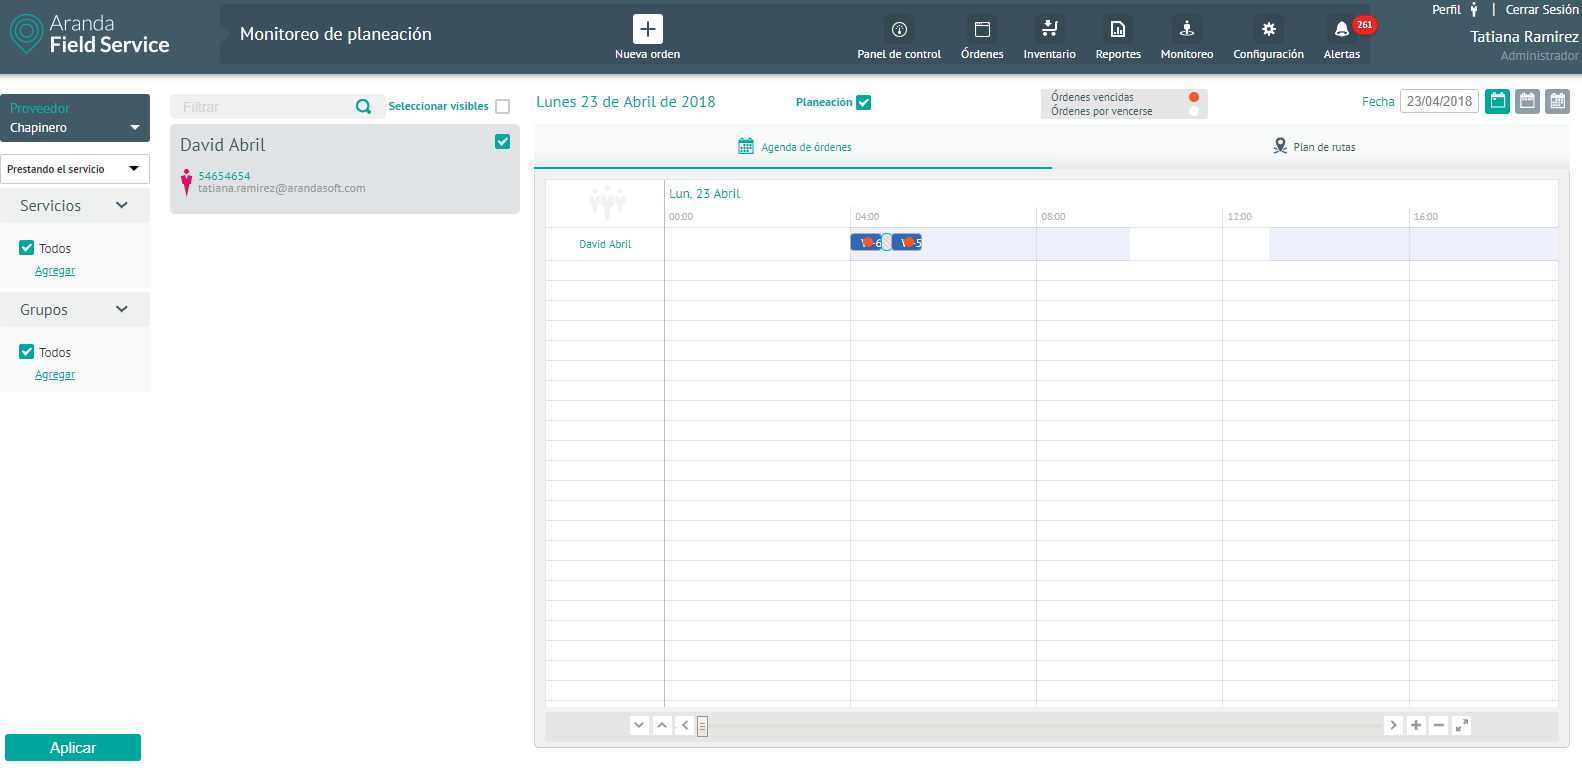 Aranda
Field Service
Monitoreo de planeación
Nueva orden
Panel de control
Órdenes
Inventario
Reportes
Monitoreo
Configuración
Alertas
261
Perfil | Cerrar Sesión
Tatiana Ramirez
Administrador
Proveedor
Chapinero
Prestando el servicio
Servicios
Todos
Agregar
Grupos
Todos
Agregar
Aplicar
Filtrar
Seleccionar visibles
David Abril
54654654
tatiana.ramirez@arandasoft.com
Lunes 23 de Abril de 2018
Planeación
Órdenes vencidas
Órdenes por vencerse
Fecha 23/04/2018
Agenda de órdenes
Plan de rutas
Lun. 23 Abril
00:00 04:00 08:00 12:00 16:00
David Abril